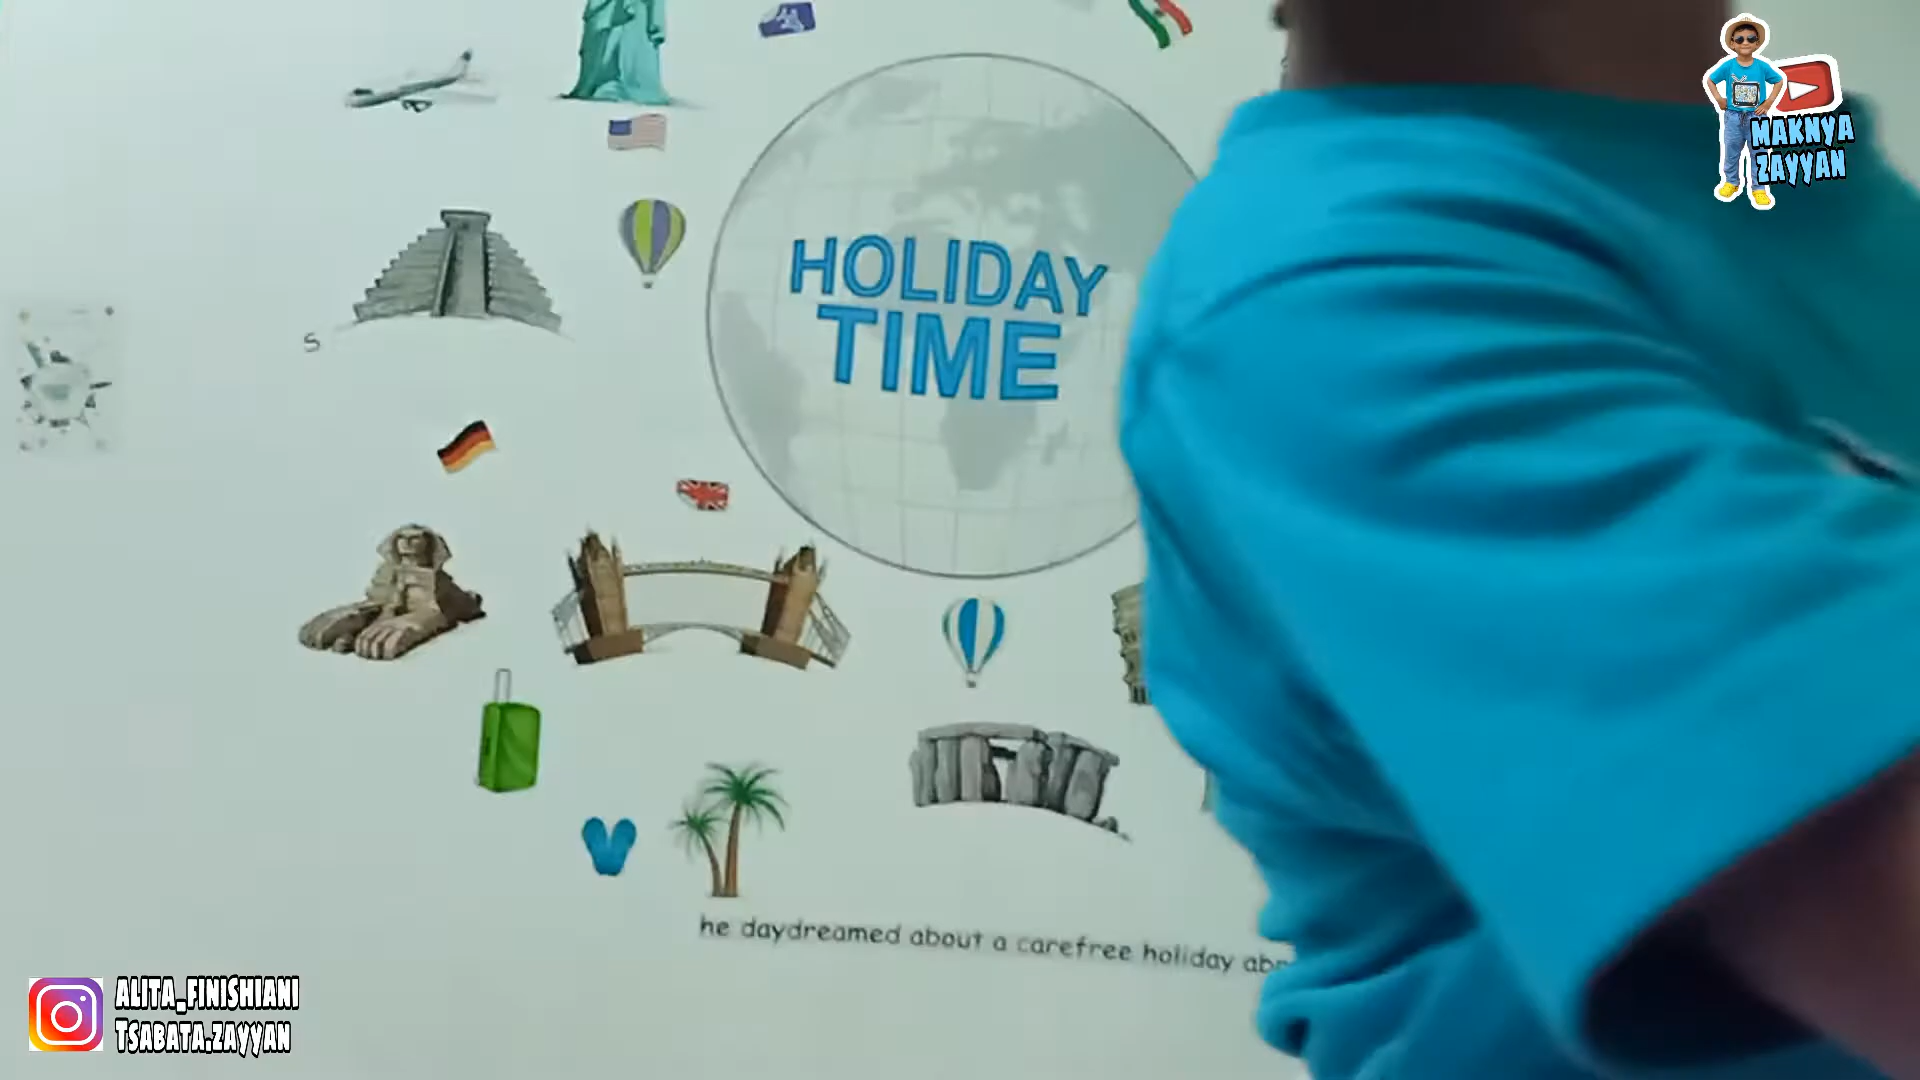 MAKNYA
ZAYYAN
HOLIDAY
TIME
S
he daydreamed about a carefree holiday
ALITA_FINISHIANI
TSABATA.ZAYYAN